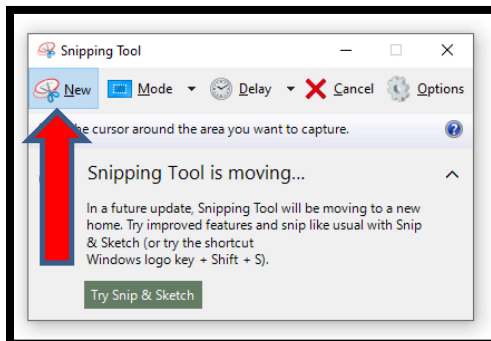 Snipping Tool
New Mode Delay Cancel Options
the cursor around the area you want to capture.
Snipping Tool is moving...
In a future update, Snipping Tool will be moving to a new
home. Try improved features and snip like usual with Snip
& Sketch (or try the shortcut
Windows logo key + Shift + S).
Try Snip & Sketch